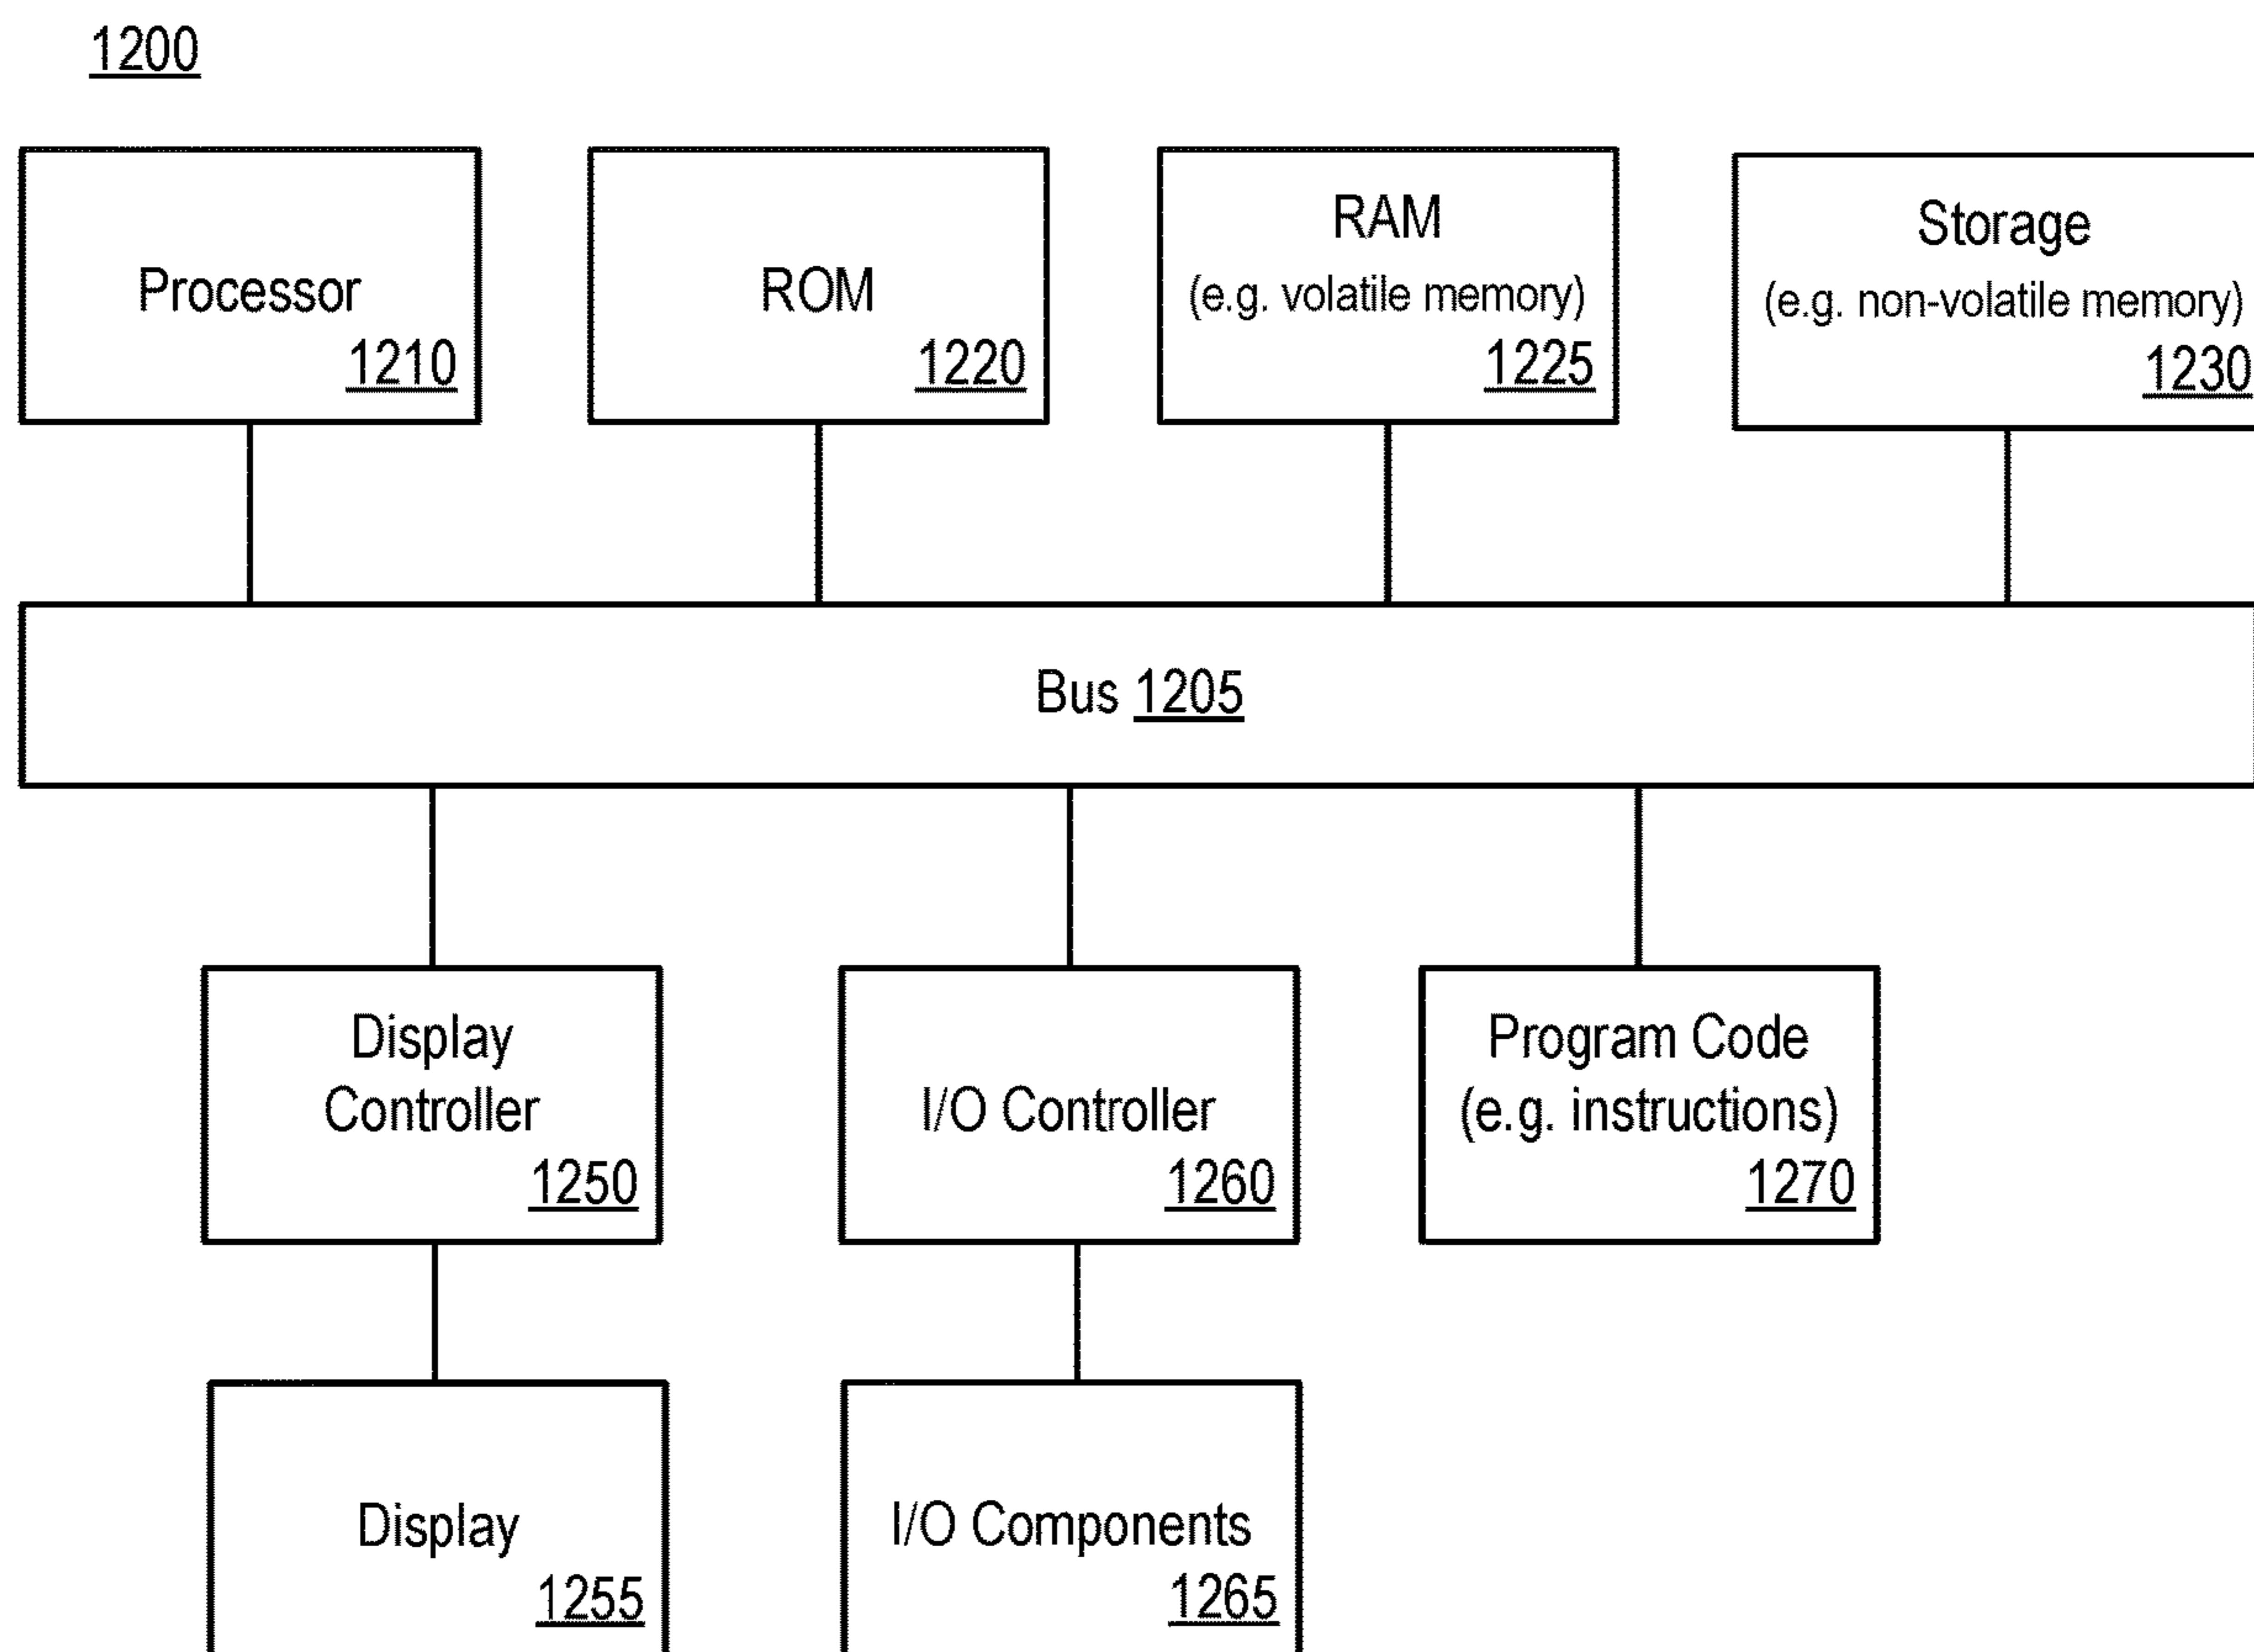 1200
Processor
1210
ROM
1220
RAM
(e.g. volatile memory)
1225
Storage
(e.g. non-volatile memory)
1230
Bus 1205
Display
Controller
1250
I/O Controller
1260
Program Code
(e.g. instructions)
1270
Display
1255
I/O Components
1265